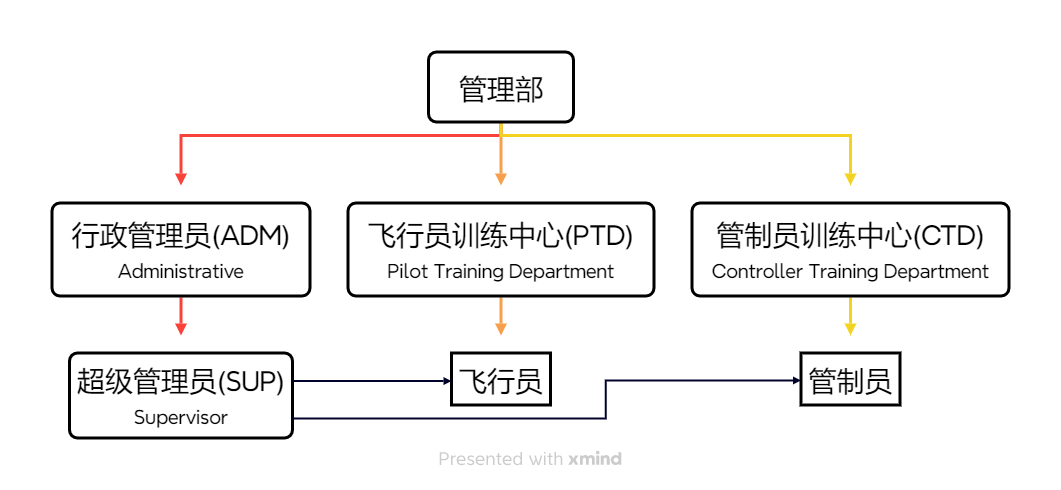 管理部
行政管理员(ADM)
Administrative
飞行员训练中心(PTD)
Pilot Training Department
管制员训练中心(CTD)
Controller Training Department
超级管理员(SUP)
Supervisor
飞行员
管制员
Presented with xmind